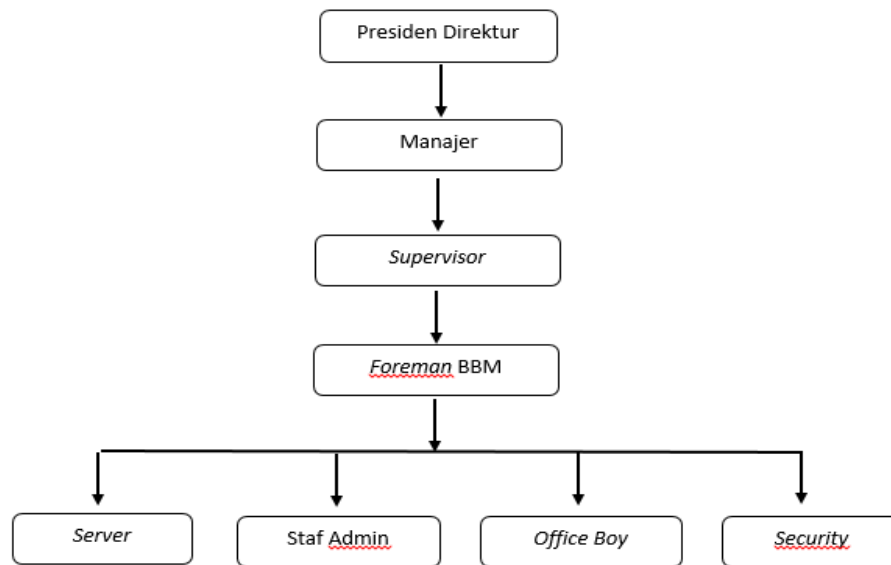 Presiden Direktur
Manajer
Supervisor
Foreman BBM
Server
Staf Admin
Office Boy
Security